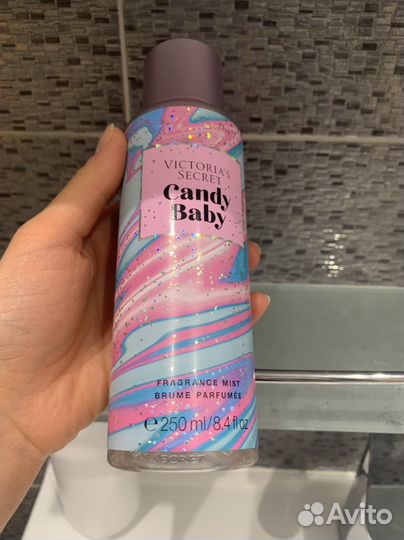 VICTORIA'S
SECRET
Candy
Baby
FRAGRANCE MIST
BRUME PARFUMÉE
℮ 250 ml/8.4 fl oz
Avito